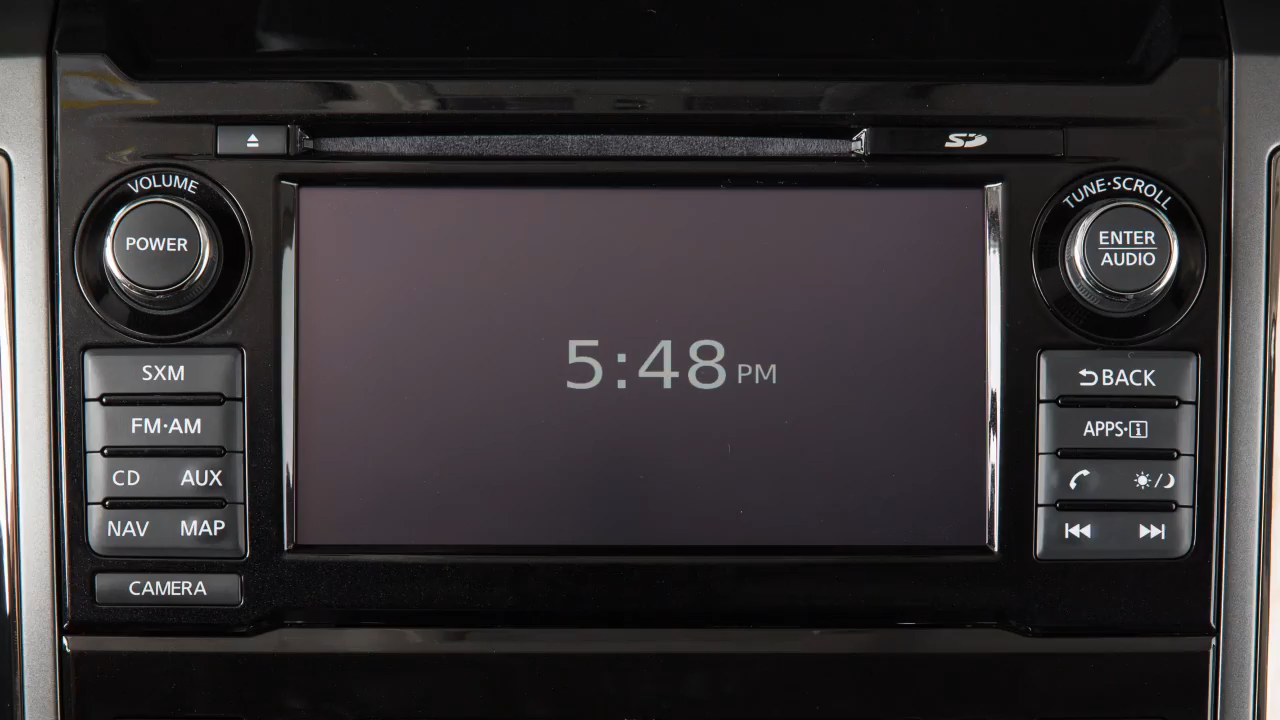 SD
VOLUME
POWER
TUNE·SCROLL
ENTER
AUDIO
5:48 PM
SXM
FM·AM
CD AUX
NAV MAP
CAMERA
BACK
APPS·i